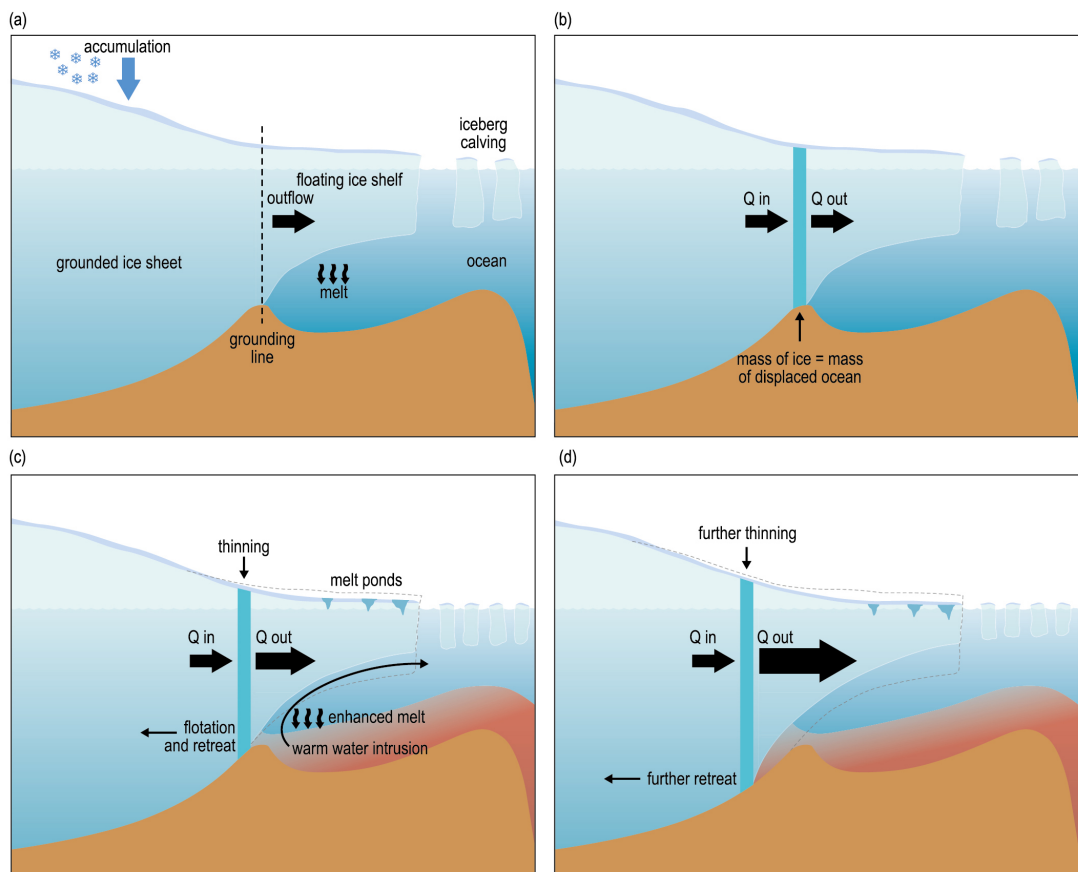 (a)
accumulation
iceberg
calving
floating ice shelf
outflow
grounded ice sheet
ocean
melt
grounding
line
(b)
Q in
Q out
mass of ice = mass
of displaced ocean
(c)
thinning
melt ponds
Q in
Q out
flotation
and retreat
enhanced melt
warm water intrusion
(d)
further thinning
Q in
Q out
further retreat